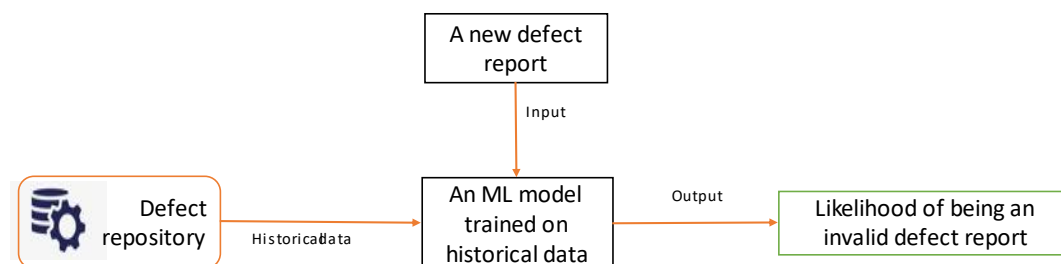 A new defect
report
Input
Defect
repository
Historicaldata
An ML model
trained on
historical data
Output
Likelihood of being an
invalid defect report